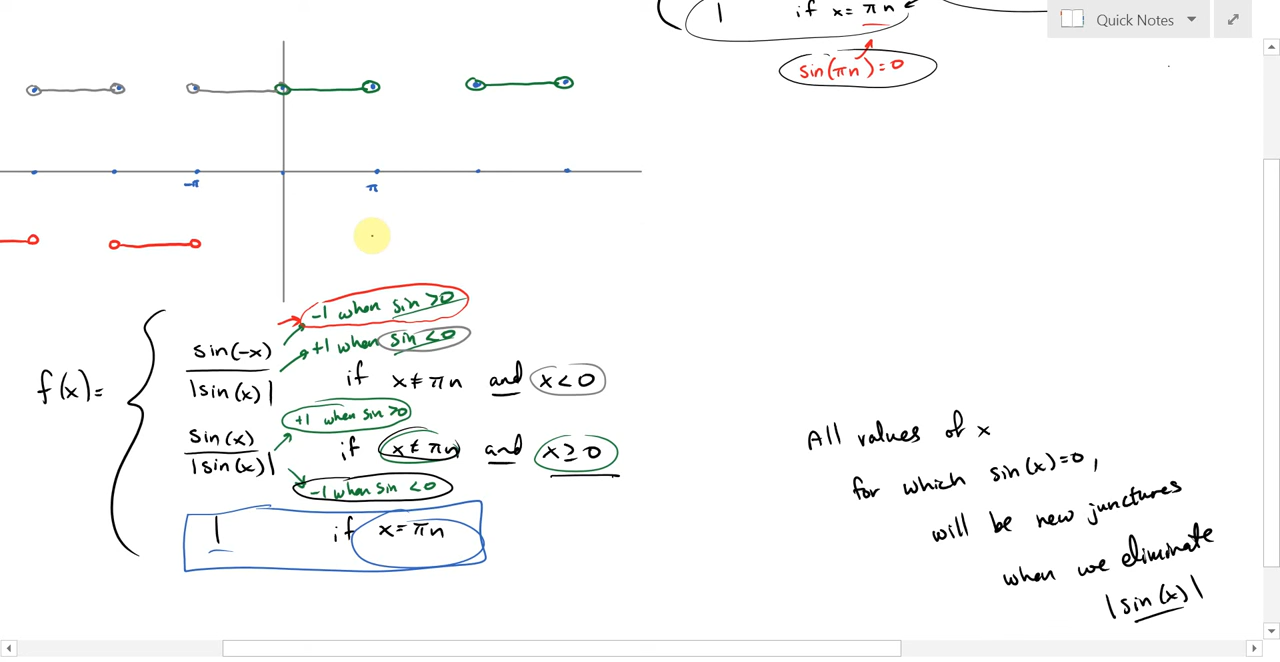 1 if x = πn
Quick Notes
sin(πn)=0
-π π
-1 when sin >0
sin(-x)
|sin(x)|
+1 when sin <0
if x≠πn and x<0
f(x)=
+1 when sin >0
sin(x)
|sin(x)|
if x≠πn and x≥0
-1 when sin <0
1 if x=πn
All values of x
for which sin(x)=0,
will be new junctures
when we eliminate
|sin(x)|